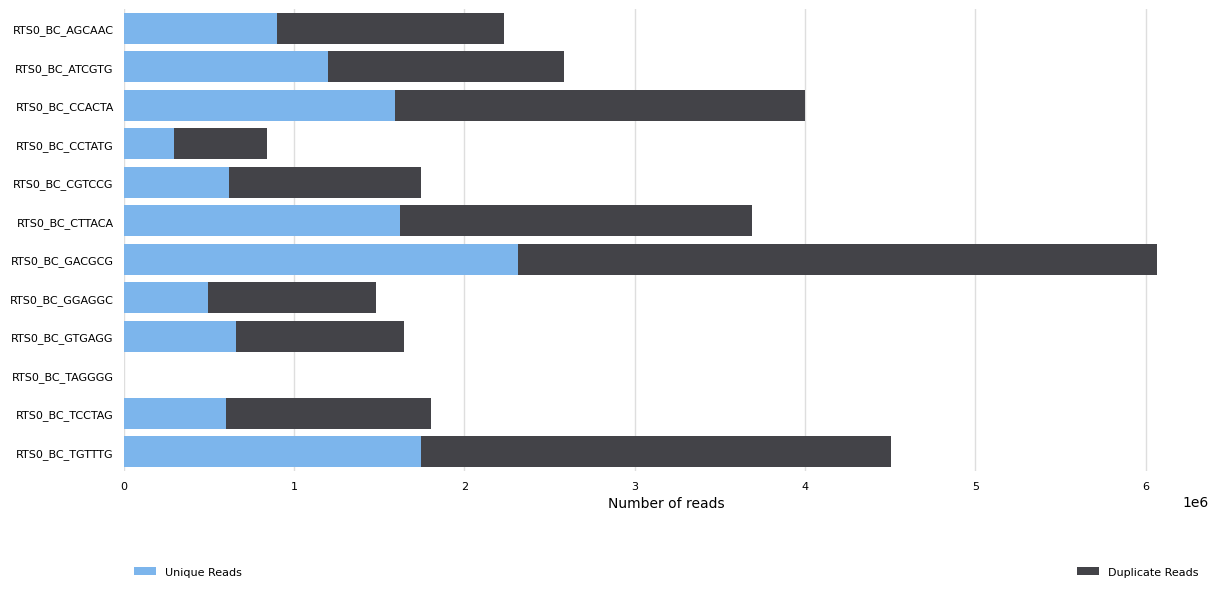 RTS0_BC_AGCAAC
RTS0_BC_ATCGTG
RTS0_BC_CCACTA
RTS0_BC_CCTATG
RTS0_BC_CGTCCG
RTS0_BC_CTTACA
RTS0_BC_GACGCG
RTS0_BC_GGAGGC
RTS0_BC_GTGAGG
RTS0_BC_TAGGGG
RTS0_BC_TCCTAG
RTS0_BC_TGTTTG
0 1 2 3 4 5 6
Number of reads 1e6
Unique Reads Duplicate Reads